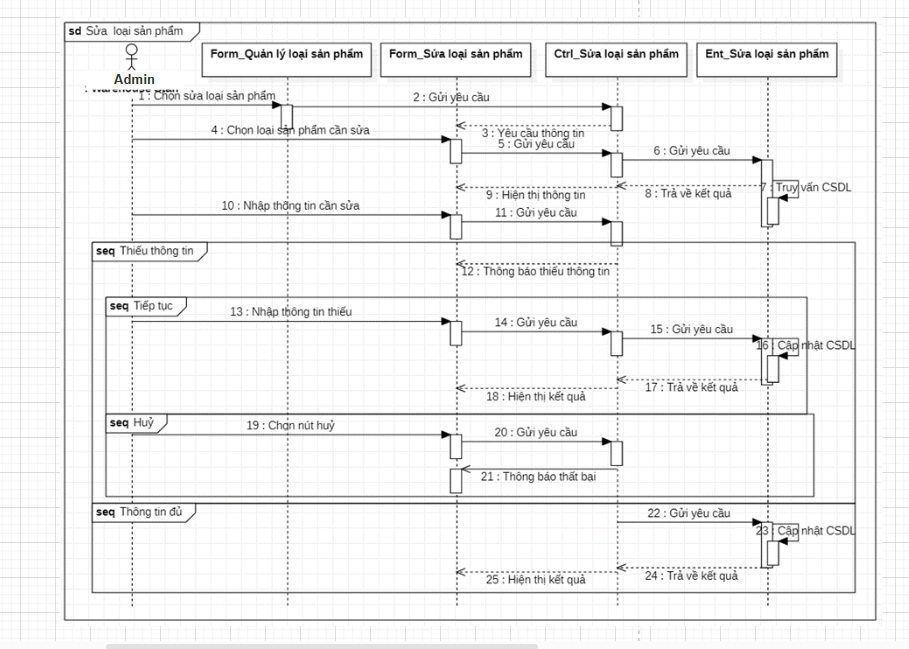 sd Sửa loại sản phẩm
Form_Quản lý loại sản phẩm
Form_Sửa loại sản phẩm
Ctrl_Sửa loại sản phẩm
Ent_Sửa loại sản phẩm
Admin
1 : Chọn sửa loại sản phẩm
2 : Gửi yêu cầu
3 : Yêu cầu thông tin
4 : Chọn loại sản phẩm cần sửa
5 : Gửi yêu cầu
6 : Gửi yêu cầu
7 : Truy vấn CSDL
8 : Trả về kết quả
9 : Hiện thị thông tin
10 : Nhập thông tin cần sửa
11 : Gửi yêu cầu
seq Thiếu thông tin
12 : Thông báo thiếu thông tin
seq Tiếp tục
13 : Nhập thông tin thiếu
14 : Gửi yêu cầu
15 : Gửi yêu cầu
16 : Cập nhật CSDL
17 : Trả về kết quả
18 : Hiện thị kết quả
seq Huỷ
19 : Chọn nút huỷ
20 : Gửi yêu cầu
21 : Thông báo thất bại
seq Thông tin đủ
22 : Gửi yêu cầu
23 : Cập nhật CSDL
24 : Trả về kết quả
25 : Hiện thị kết quả